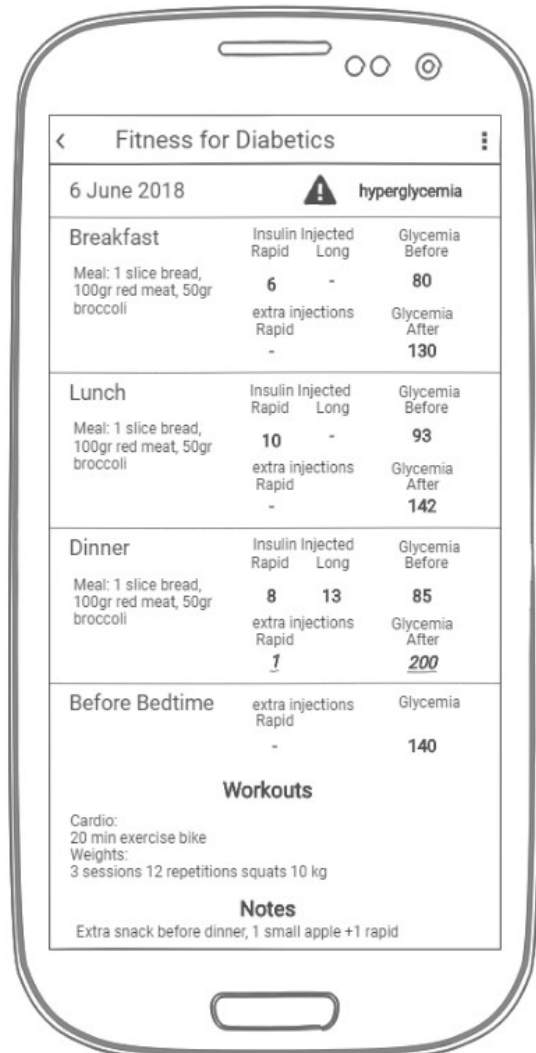 < Fitness for Diabetics
6 June 2018 hyperglycemia
Breakfast
Meal: 1 slice bread,
100gr red meat, 50gr
broccoli
Insulin Injected
Rapid Long
6 -
extra injections
Rapid
-
Glycemia
Before
80
Glycemia
After
130
Lunch
Meal: 1 slice bread,
100gr red meat, 50gr
broccoli
Insulin Injected
Rapid Long
10 -
extra injections
Rapid
-
Glycemia
Before
93
Glycemia
After
142
Dinner
Meal: 1 slice bread,
100gr red meat, 50gr
broccoli
Insulin Injected
Rapid Long
8 13
extra injections
Rapid
1
Glycemia
Before
85
Glycemia
After
200
Before Bedtime
extra injections
Rapid
-
Glycemia
140
Workouts
Cardio:
20 min exercise bike
Weights:
3 sessions 12 repetitions squats 10 kg
Notes
Extra snack before dinner, 1 small apple +1 rapid